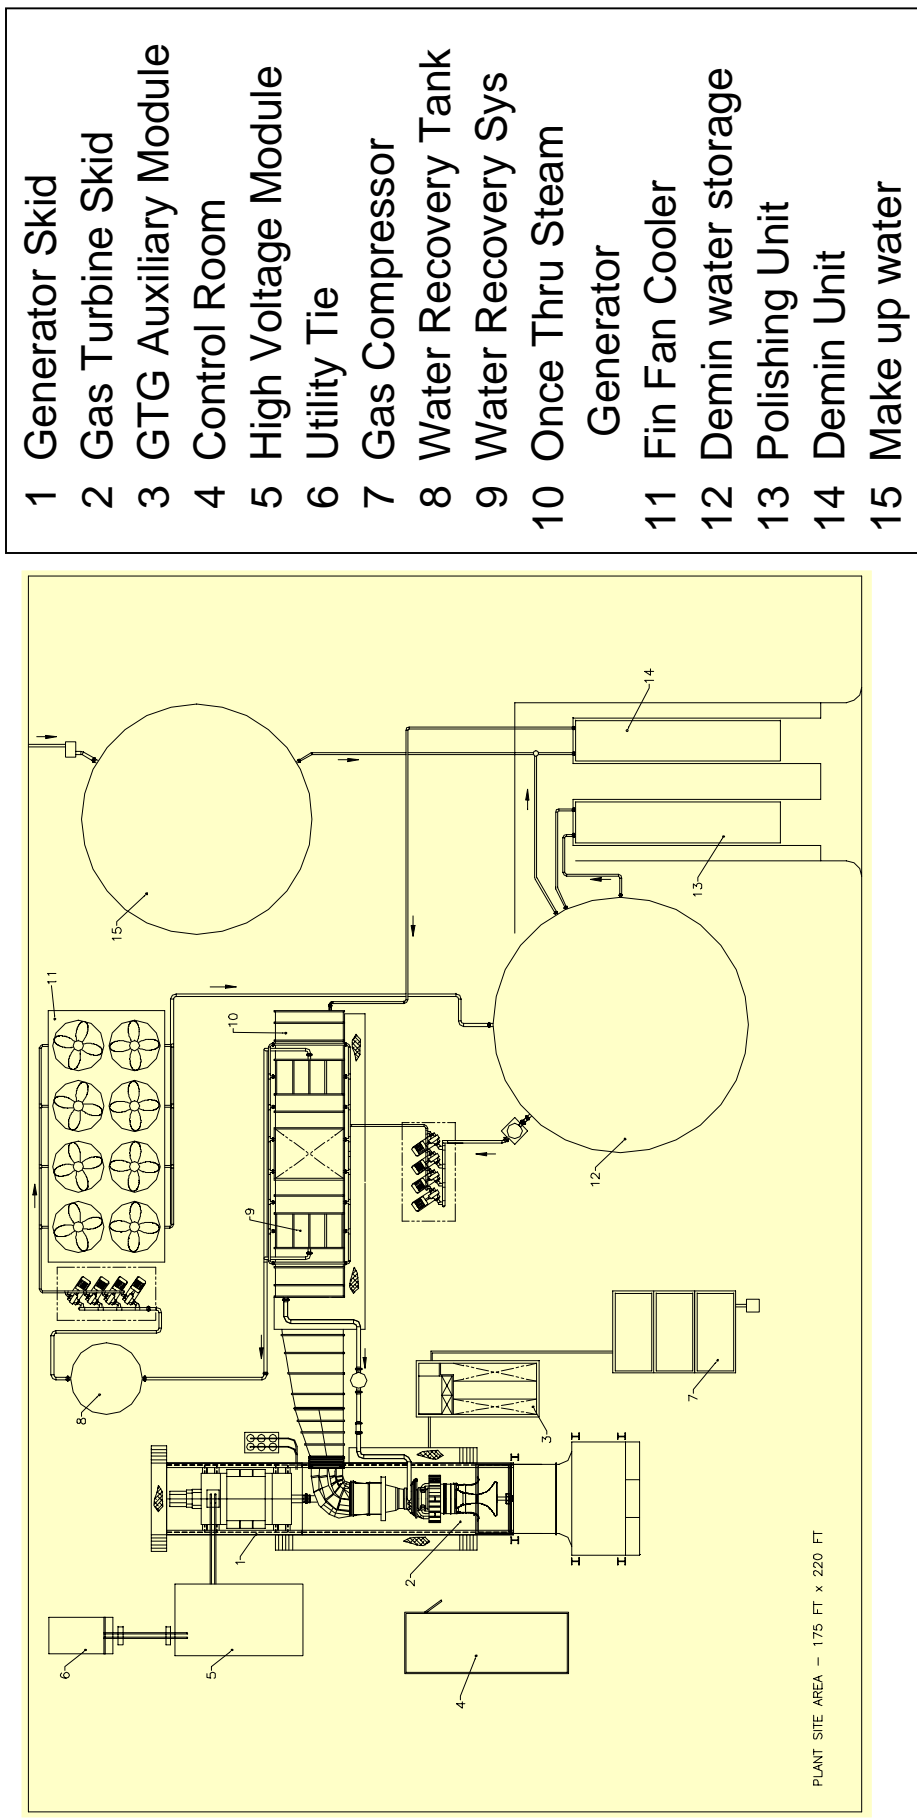 1 Generator Skid
2 Gas Turbine Skid
3 GTG Auxiliary Module
4 Control Room
5 High Voltage Module
6 Utility Tie
7 Gas Compressor
8 Water Recovery Tank
9 Water Recovery Sys
10 Once Thru Steam
Generator
11 Fin Fan Cooler
12 Demin water storage
13 Polishing Unit
14 Demin Unit
15 Make up water
6
5
4
1
2
8
3
7
9
10
11
12
15
13
14
PLANT SITE AREA – 175 FT x 220 FT